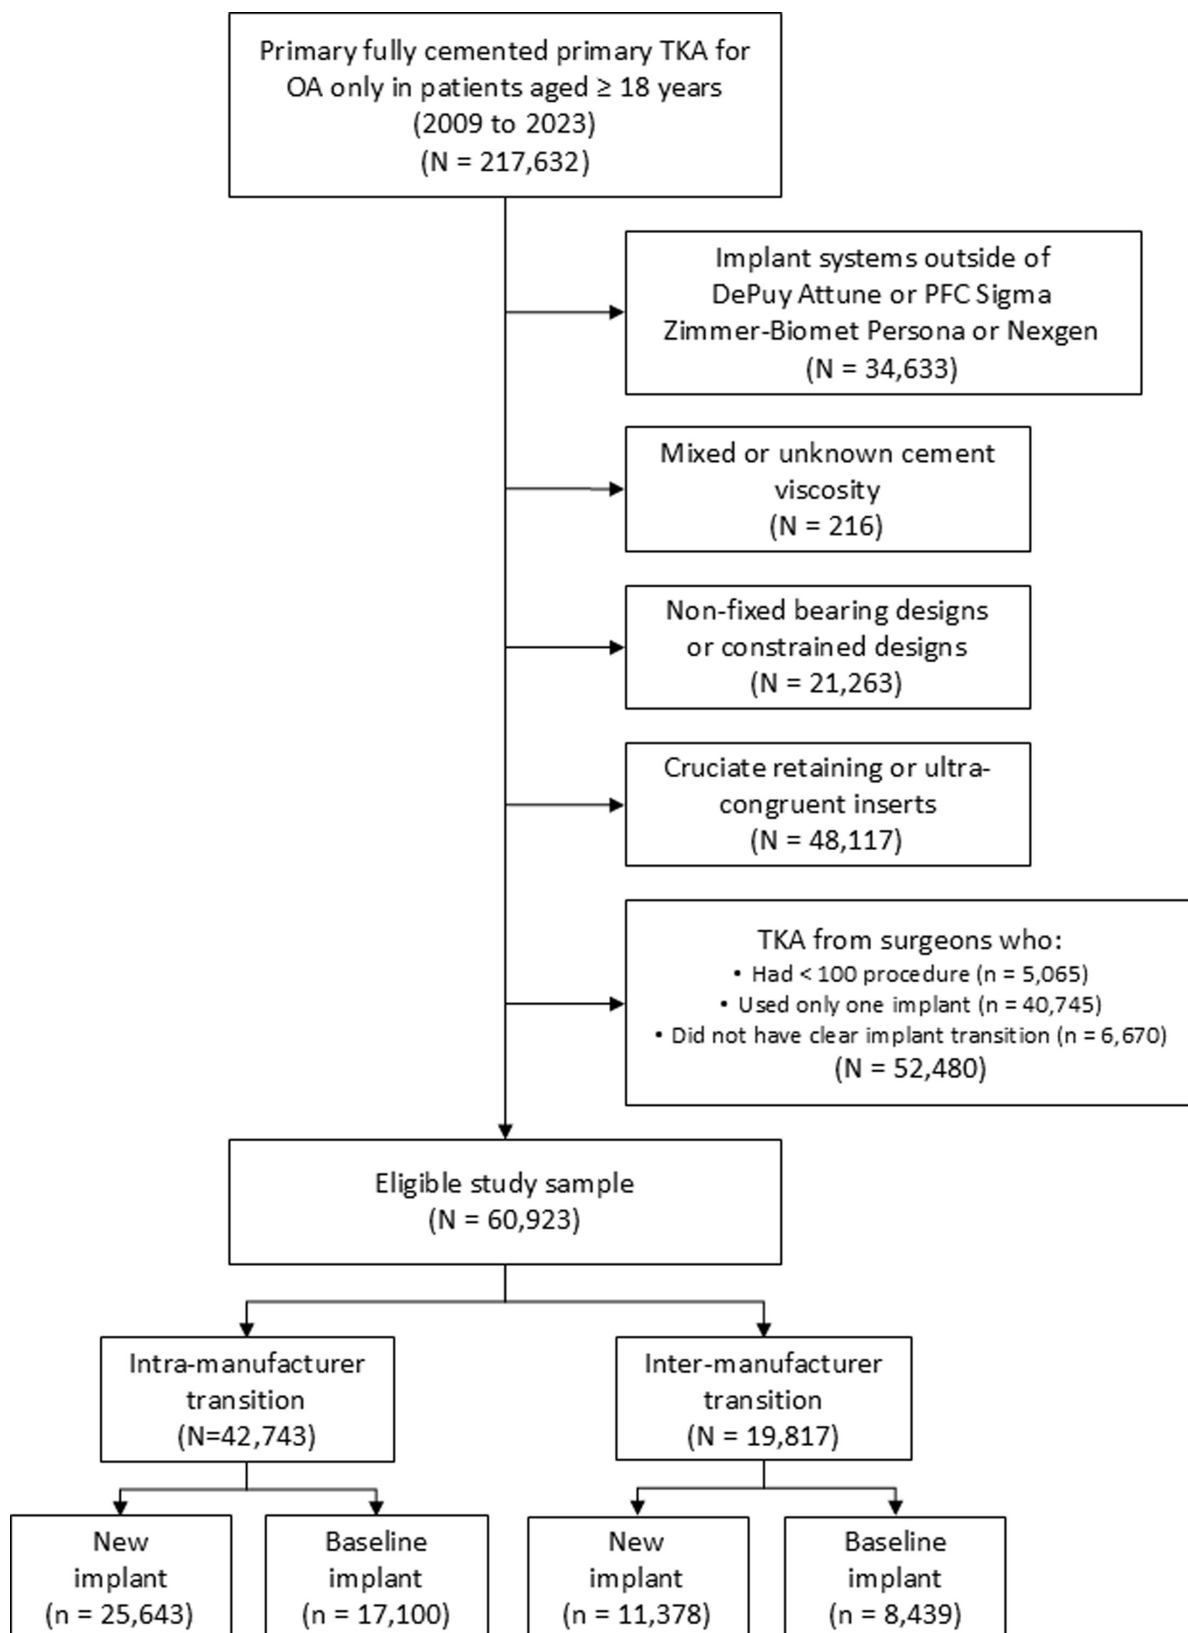 Primary fully cemented primary TKA for
OA only in patients aged ≥ 18 years
(2009 to 2023)
(N = 217,632)
Implant systems outside of
DePuy Attune or PFC Sigma
Zimmer-Biomet Persona or Nexgen
(N = 34,633)
Mixed or unknown cement
viscosity
(N = 216)
Non-fixed bearing designs
or constrained designs
(N = 21,263)
Cruciate retaining or ultra-
congruent inserts
(N = 48,117)
TKA from surgeons who:
• Had < 100 procedure (n = 5,065)
• Used only one implant (n = 40,745)
• Did not have clear implant transition (n = 6,670)
(N = 52,480)
Eligible study sample
(N = 60,923)
Intra-manufacturer
transition
(N=42,743)
Inter-manufacturer
transition
(N = 19,817)
New
implant
(n = 25,643)
Baseline
implant
(n = 17,100)
New
implant
(n = 11,378)
Baseline
implant
(n = 8,439)